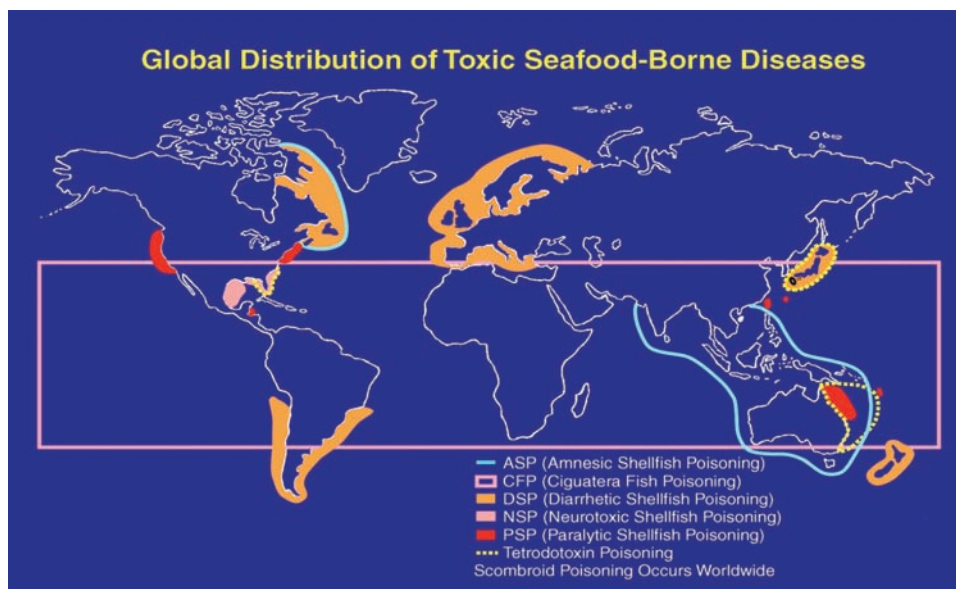 Global Distribution of Toxic Seafood-Borne Diseases
ASP (Amnesic Shellfish Poisoning)
CFP (Ciguatera Fish Poisoning)
DSP (Diarrhetic Shellfish Poisoning)
NSP (Neurotoxic Shellfish Poisoning)
PSP (Paralytic Shellfish Poisoning)
Tetrodotoxin Poisoning
Scombroid Poisoning Occurs Worldwide